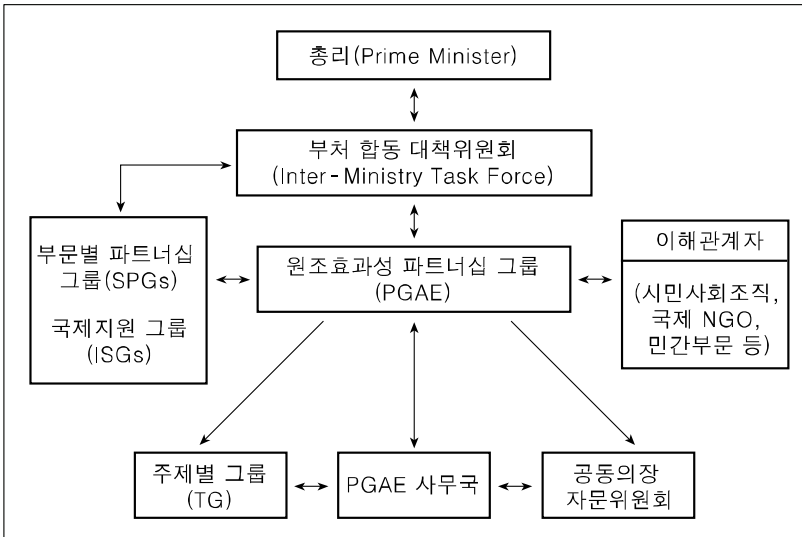 총리(Prime Minister)
부처 합동 대책위원회
(Inter-Ministry Task Force)
부문별 파트너십
그룹(SPGs)
국제지원 그룹
(ISGs)
원조효과성 파트너십 그룹
(PGAE)
이해관계자
(시민사회조직,
국제 NGO,
민간부문 등)
주제별 그룹
(TG)
PGAE 사무국
공동의장
자문위원회